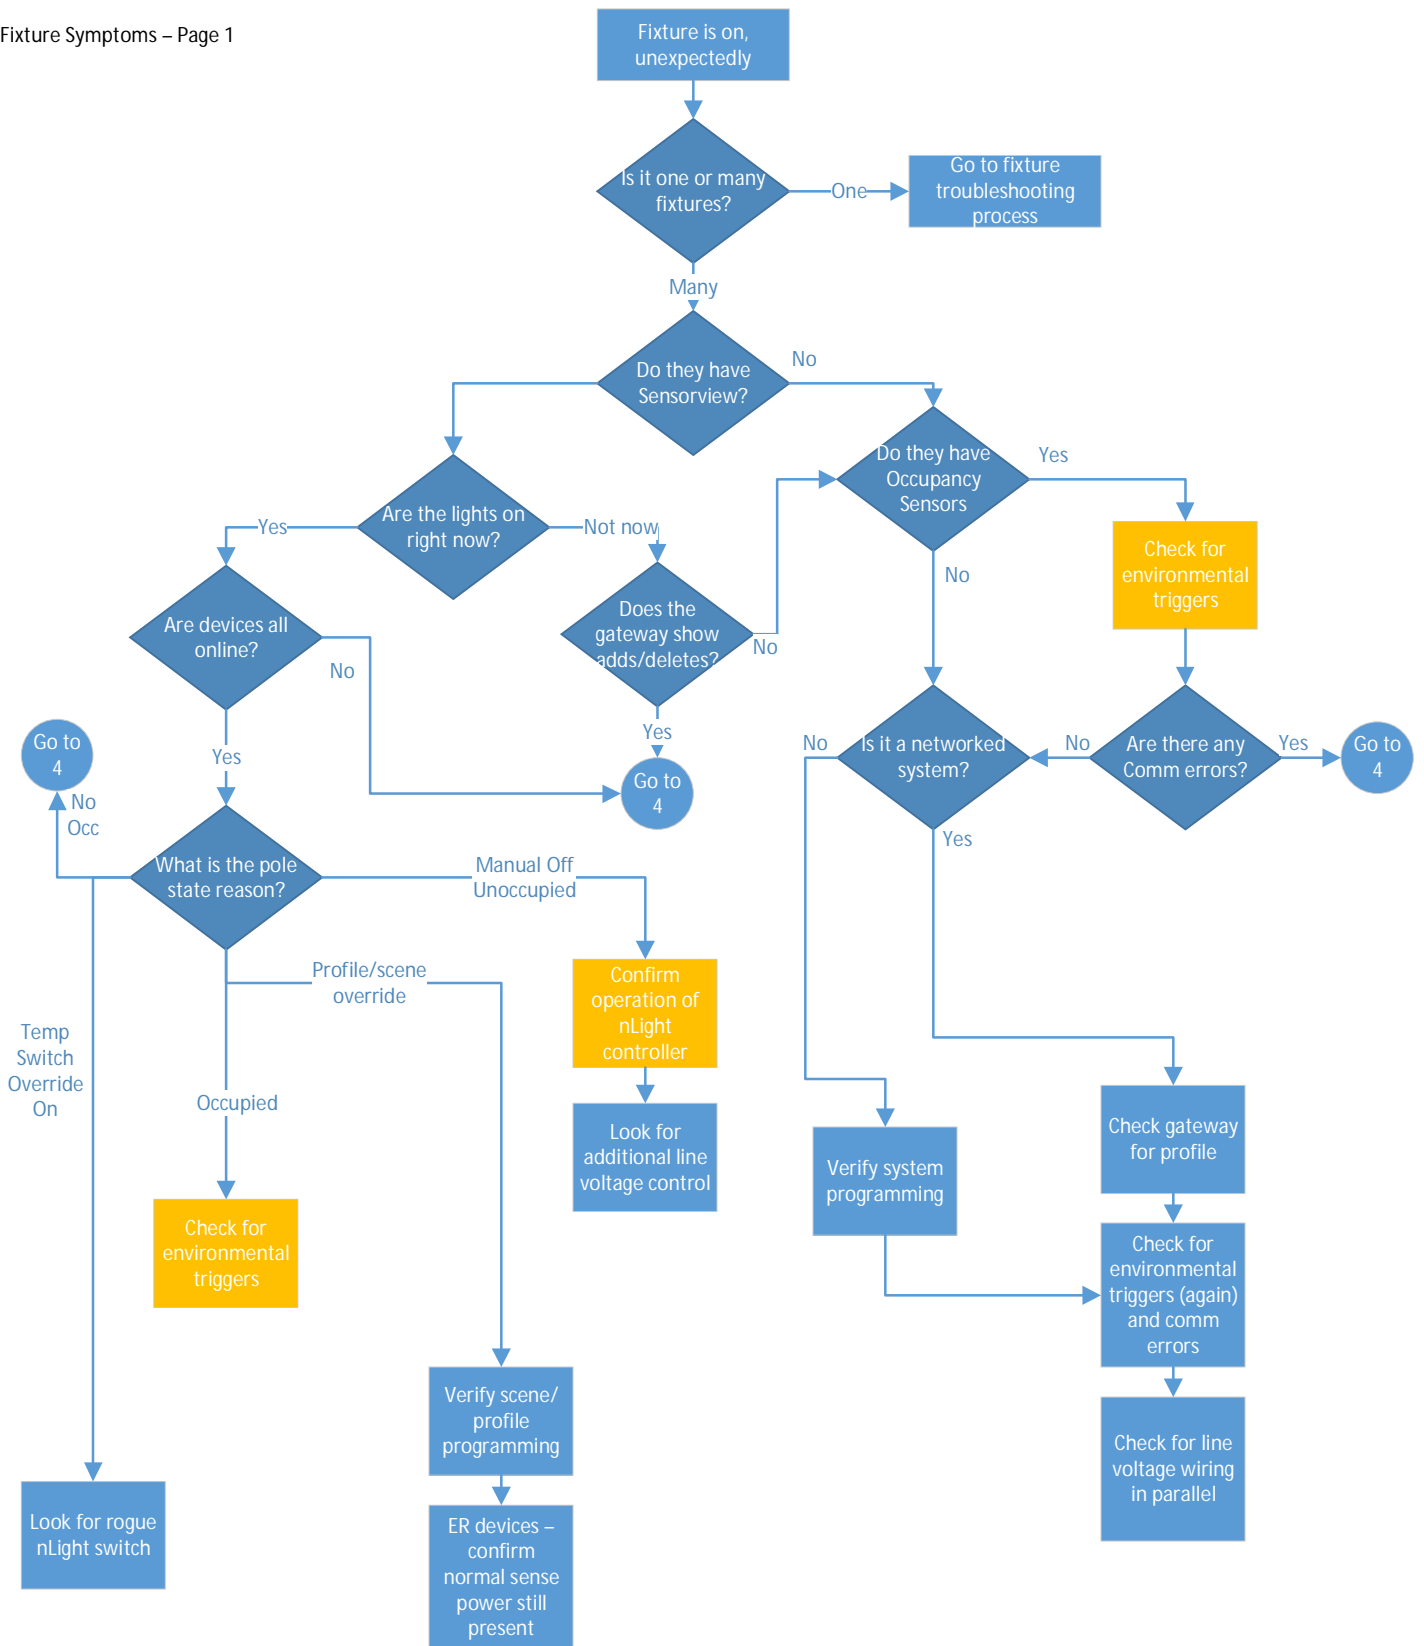 Fixture Symptoms – Page 1
Fixture is on,
unexpectedly
Is it one or many
fixtures?
One
Go to fixture
troubleshooting
process
Many
Do they have
Sensorview?
No
Do they have
Occupancy
Sensors
Yes
Are the lights on
right now?
Yes
Not now
Check for
environmental
triggers
No
Does the
gateway show
adds/deletes?
No
Are devices all
online?
No
Yes
Yes
Go to
4
Go to
4
No
Occ
Is it a networked
system?
No
No
Are there any
Comm errors?
Yes
Go to
4
Yes
What is the pole
state reason?
Manual Off
Unoccupied
Profile/scene
override
Confirm
operation of
nLight
controller
Temp
Switch
Override
On
Occupied
Look for
additional line
voltage control
Verify system
programming
Check gateway
for profile
Check for
environmental
triggers
Check for
environmental
triggers (again)
and comm
errors
Verify scene/
profile
programming
Check for line
voltage wiring
in parallel
Look for rogue
nLight switch
ER devices –
confirm
normal sense
power still
present